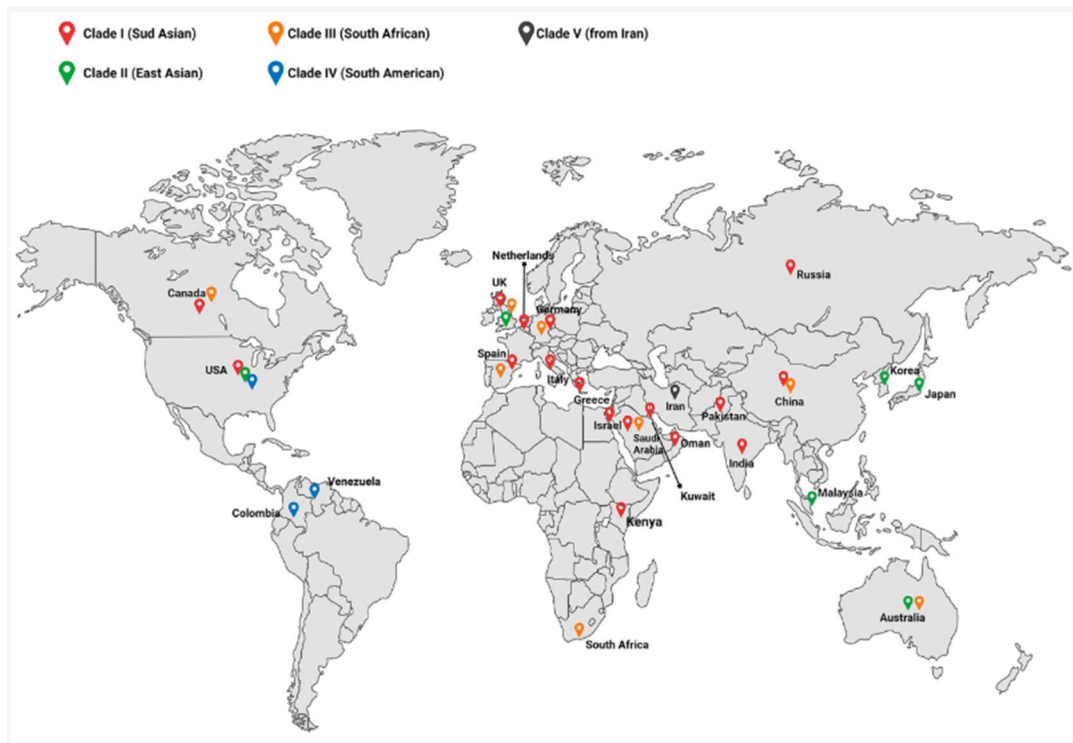 Clade I (Sud Asian)
Clade III (South African)
Clade V (from Iran)
Clade II (East Asian)
Clade IV (South American)
Netherlands
Russia
UK
Canada
Germany
Spain
USA
Korea
Italy
Iran
China
Japan
Greece
Pakistan
Israel
Saudi
Arabia
Oman
India
Venezuela
Kuwait
Malaysia
Colombia
Kenya
Australia
South Africa